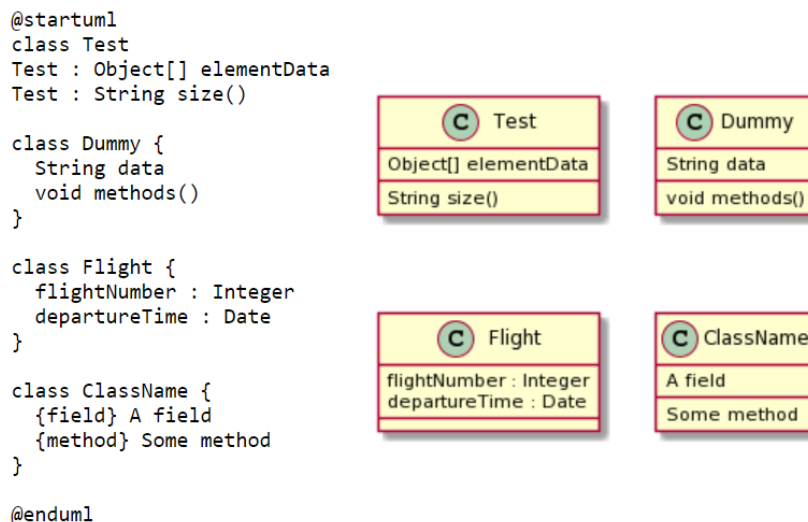 @startuml
class Test
Test : Object[] elementData
Test : String size()
class Dummy {
String data
void methods()
}
class Flight {
flightNumber : Integer
departureTime : Date
}
class ClassName {
{field} A field
{method} Some method
}
@enduml
C Test
Object[] elementData
String size()
C Dummy
String data
void methods()
C Flight
flightNumber : Integer
departureTime : Date
C ClassName
A field
Some method